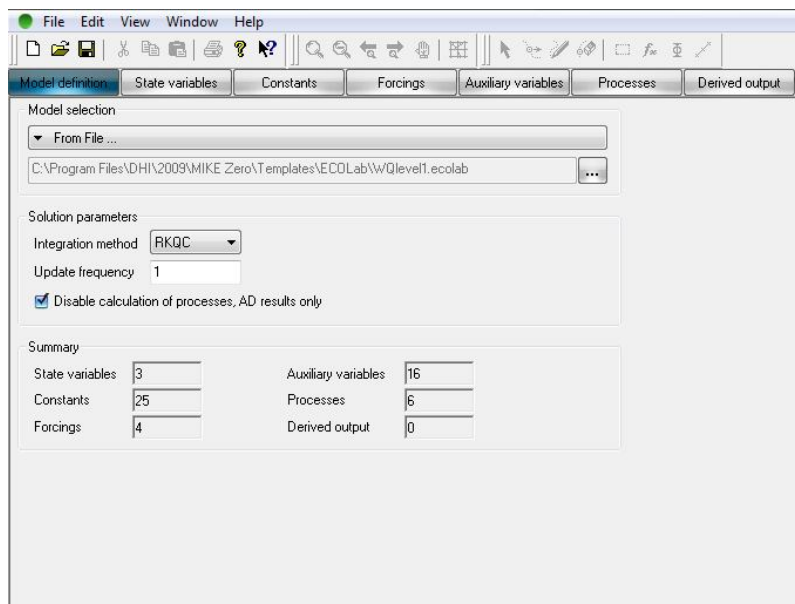 File Edit View Window Help
Model definition State variables Constants Forcings Auxiliary variables Processes Derived output
Model selection
From File ...
C:\Program Files\DHI\2009\MIKE Zero\Templates\ECOLab\WQlevel1.ecolab ...
Solution parameters
Integration method RKQC
Update frequency 1
Disable calculation of processes, AD results only
Summary
State variables 3 Auxiliary variables 16
Constants 25 Processes 6
Forcings 4 Derived output 0